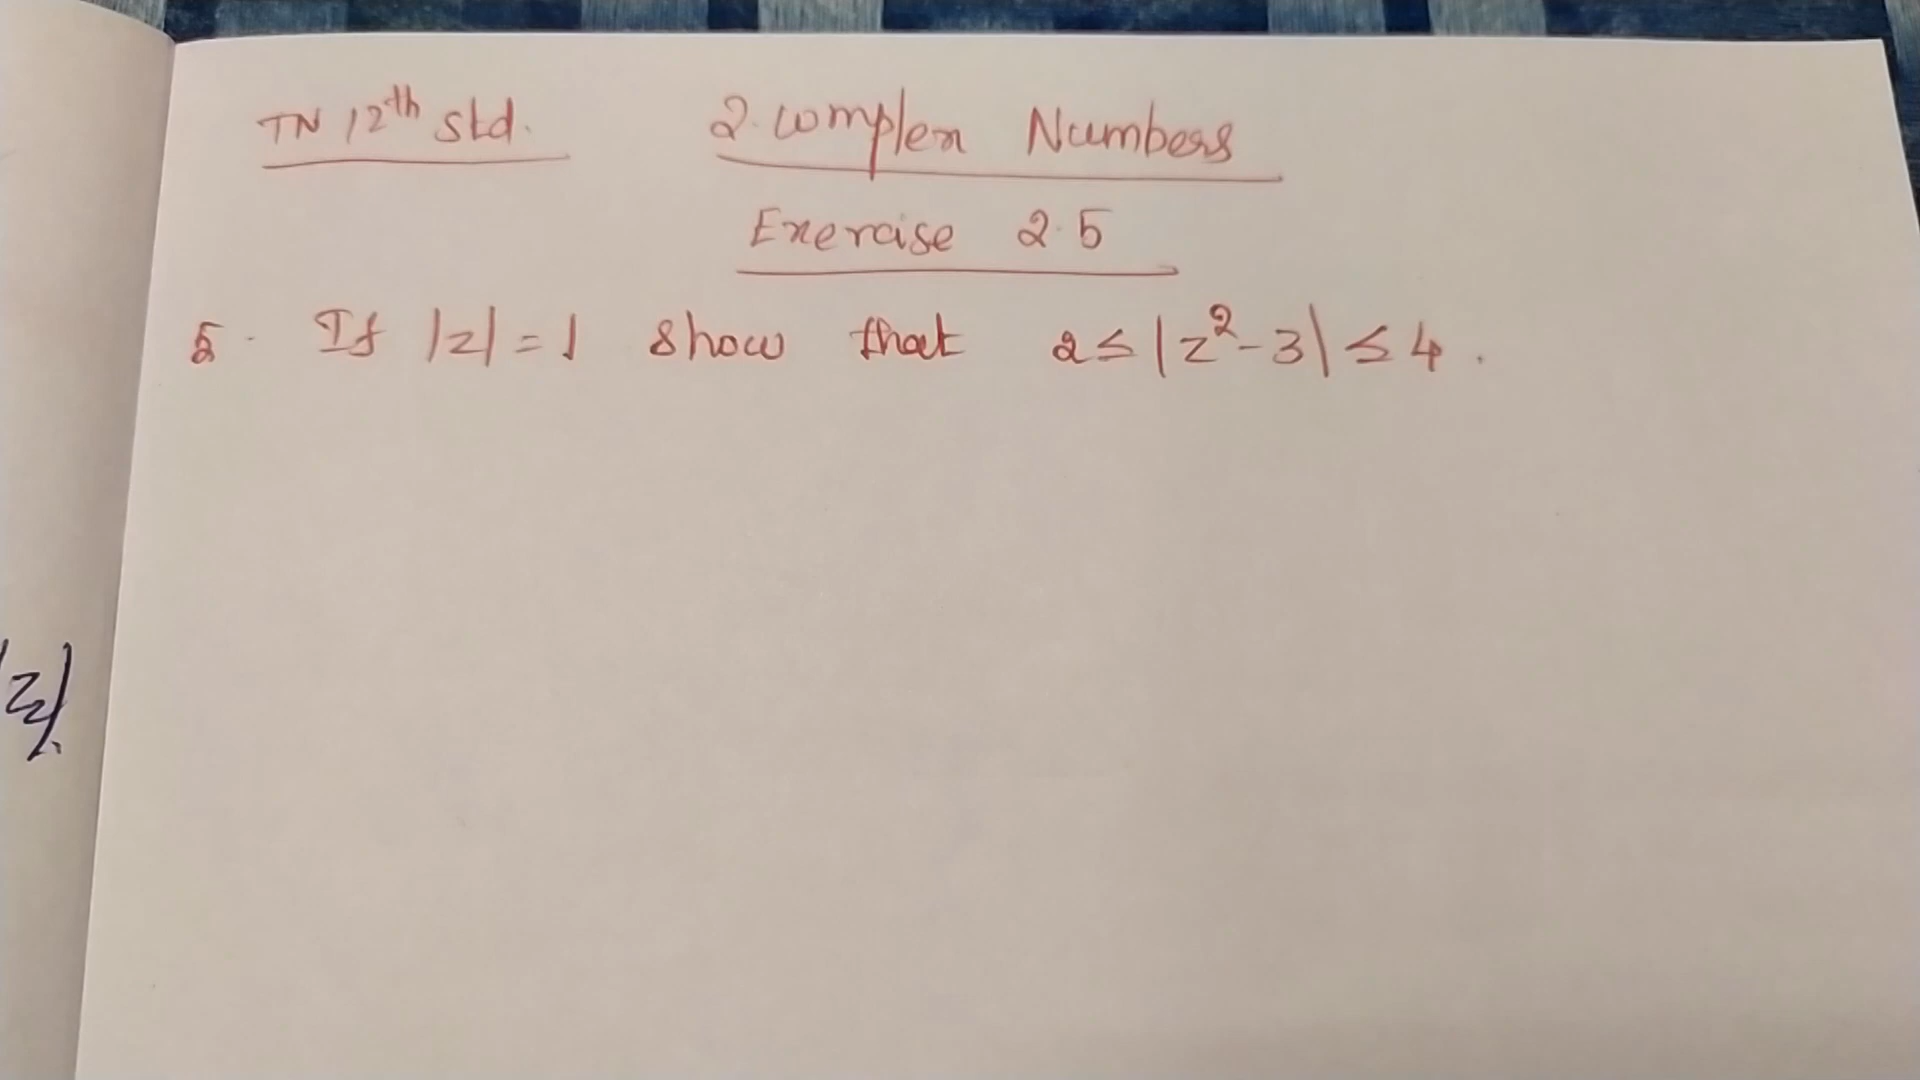 TN 12th std. 2. Complex Numbers
Exercise 2.5
5. If |z| = 1 show that 2 ≤ |z² - 3| ≤ 4.